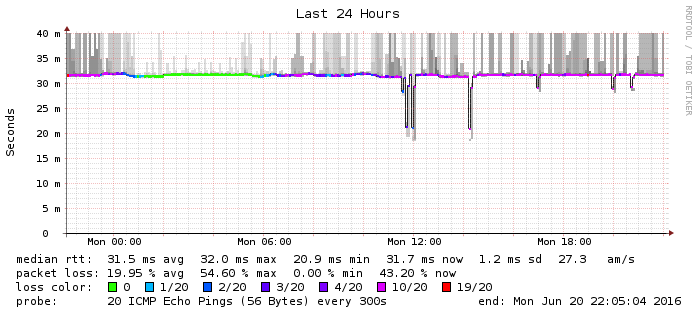 Last 24 Hours
RRDTOOL / TOBI OETIKER
Seconds
40 m
35 m
30 m
25 m
20 m
15 m
10 m
5 m
0
Mon 00:00 Mon 06:00 Mon 12:00 Mon 18:00
median rtt: 31.5 ms avg 32.0 ms max 20.9 ms min 31.7 ms now 1.2 ms sd 27.3 am/s
packet loss: 19.95 % avg 54.60 % max 0.00 % min 43.20 % now
loss color: 0 1/20 2/20 3/20 4/20 10/20 19/20
probe: 20 ICMP Echo Pings (56 Bytes) every 300s end: Mon Jun 20 22:05:04 2016